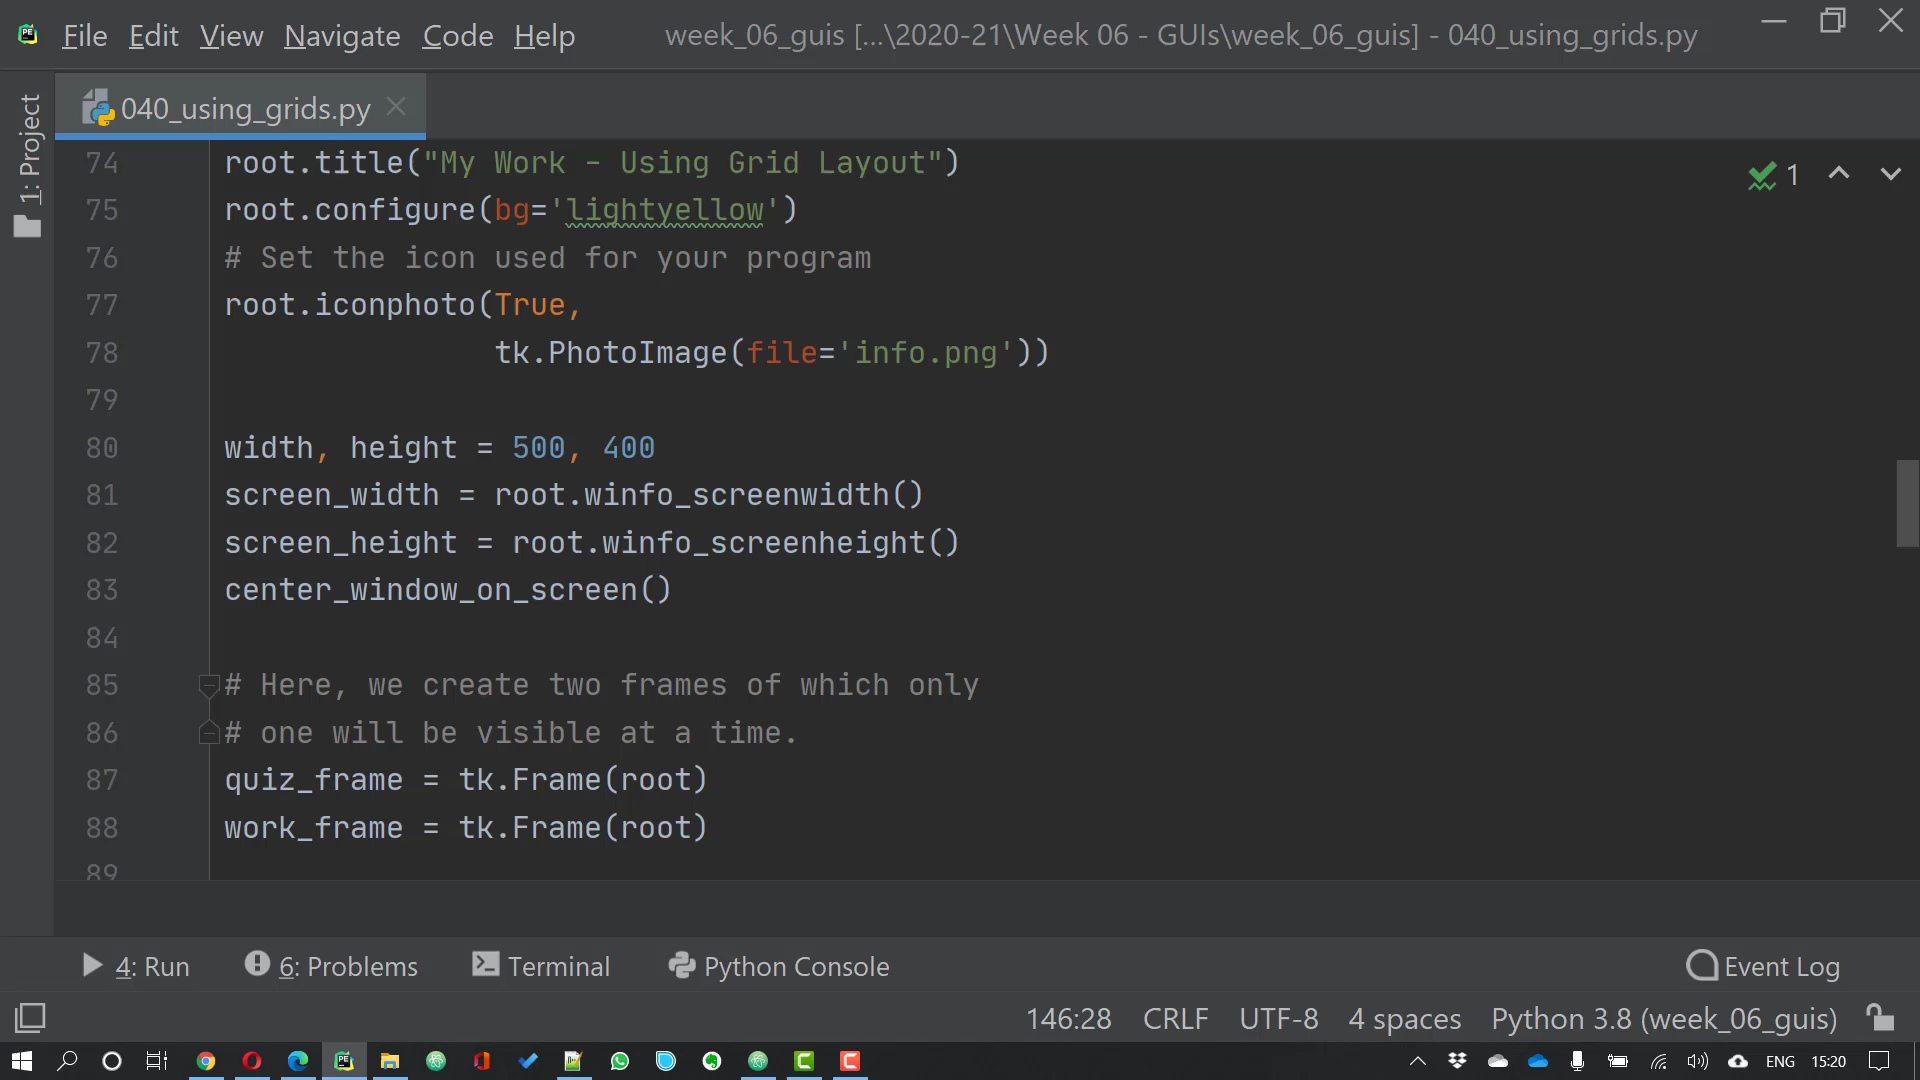 File Edit View Navigate Code Help week_06_guis [...\2020-21\Week 06 - GUIs\week_06_guis] - 040_using_grids.py
1: Project
040_using_grids.py
74 root.title("My Work - Using Grid Layout")
1
75 root.configure(bg='lightyellow')
76 # Set the icon used for your program
77 root.iconphoto(True,
78 tk.PhotoImage(file='info.png'))
79
80 width, height = 500, 400
81 screen_width = root.winfo_screenwidth()
82 screen_height = root.winfo_screenheight()
83 center_window_on_screen()
84
85 # Here, we create two frames of which only
86 # one will be visible at a time.
87 quiz_frame = tk.Frame(root)
88 work_frame = tk.Frame(root)
89
4: Run 6: Problems Terminal Python Console Event Log
146:28 CRLF UTF-8 4 spaces Python 3.8 (week_06_guis)
ENG 15:20